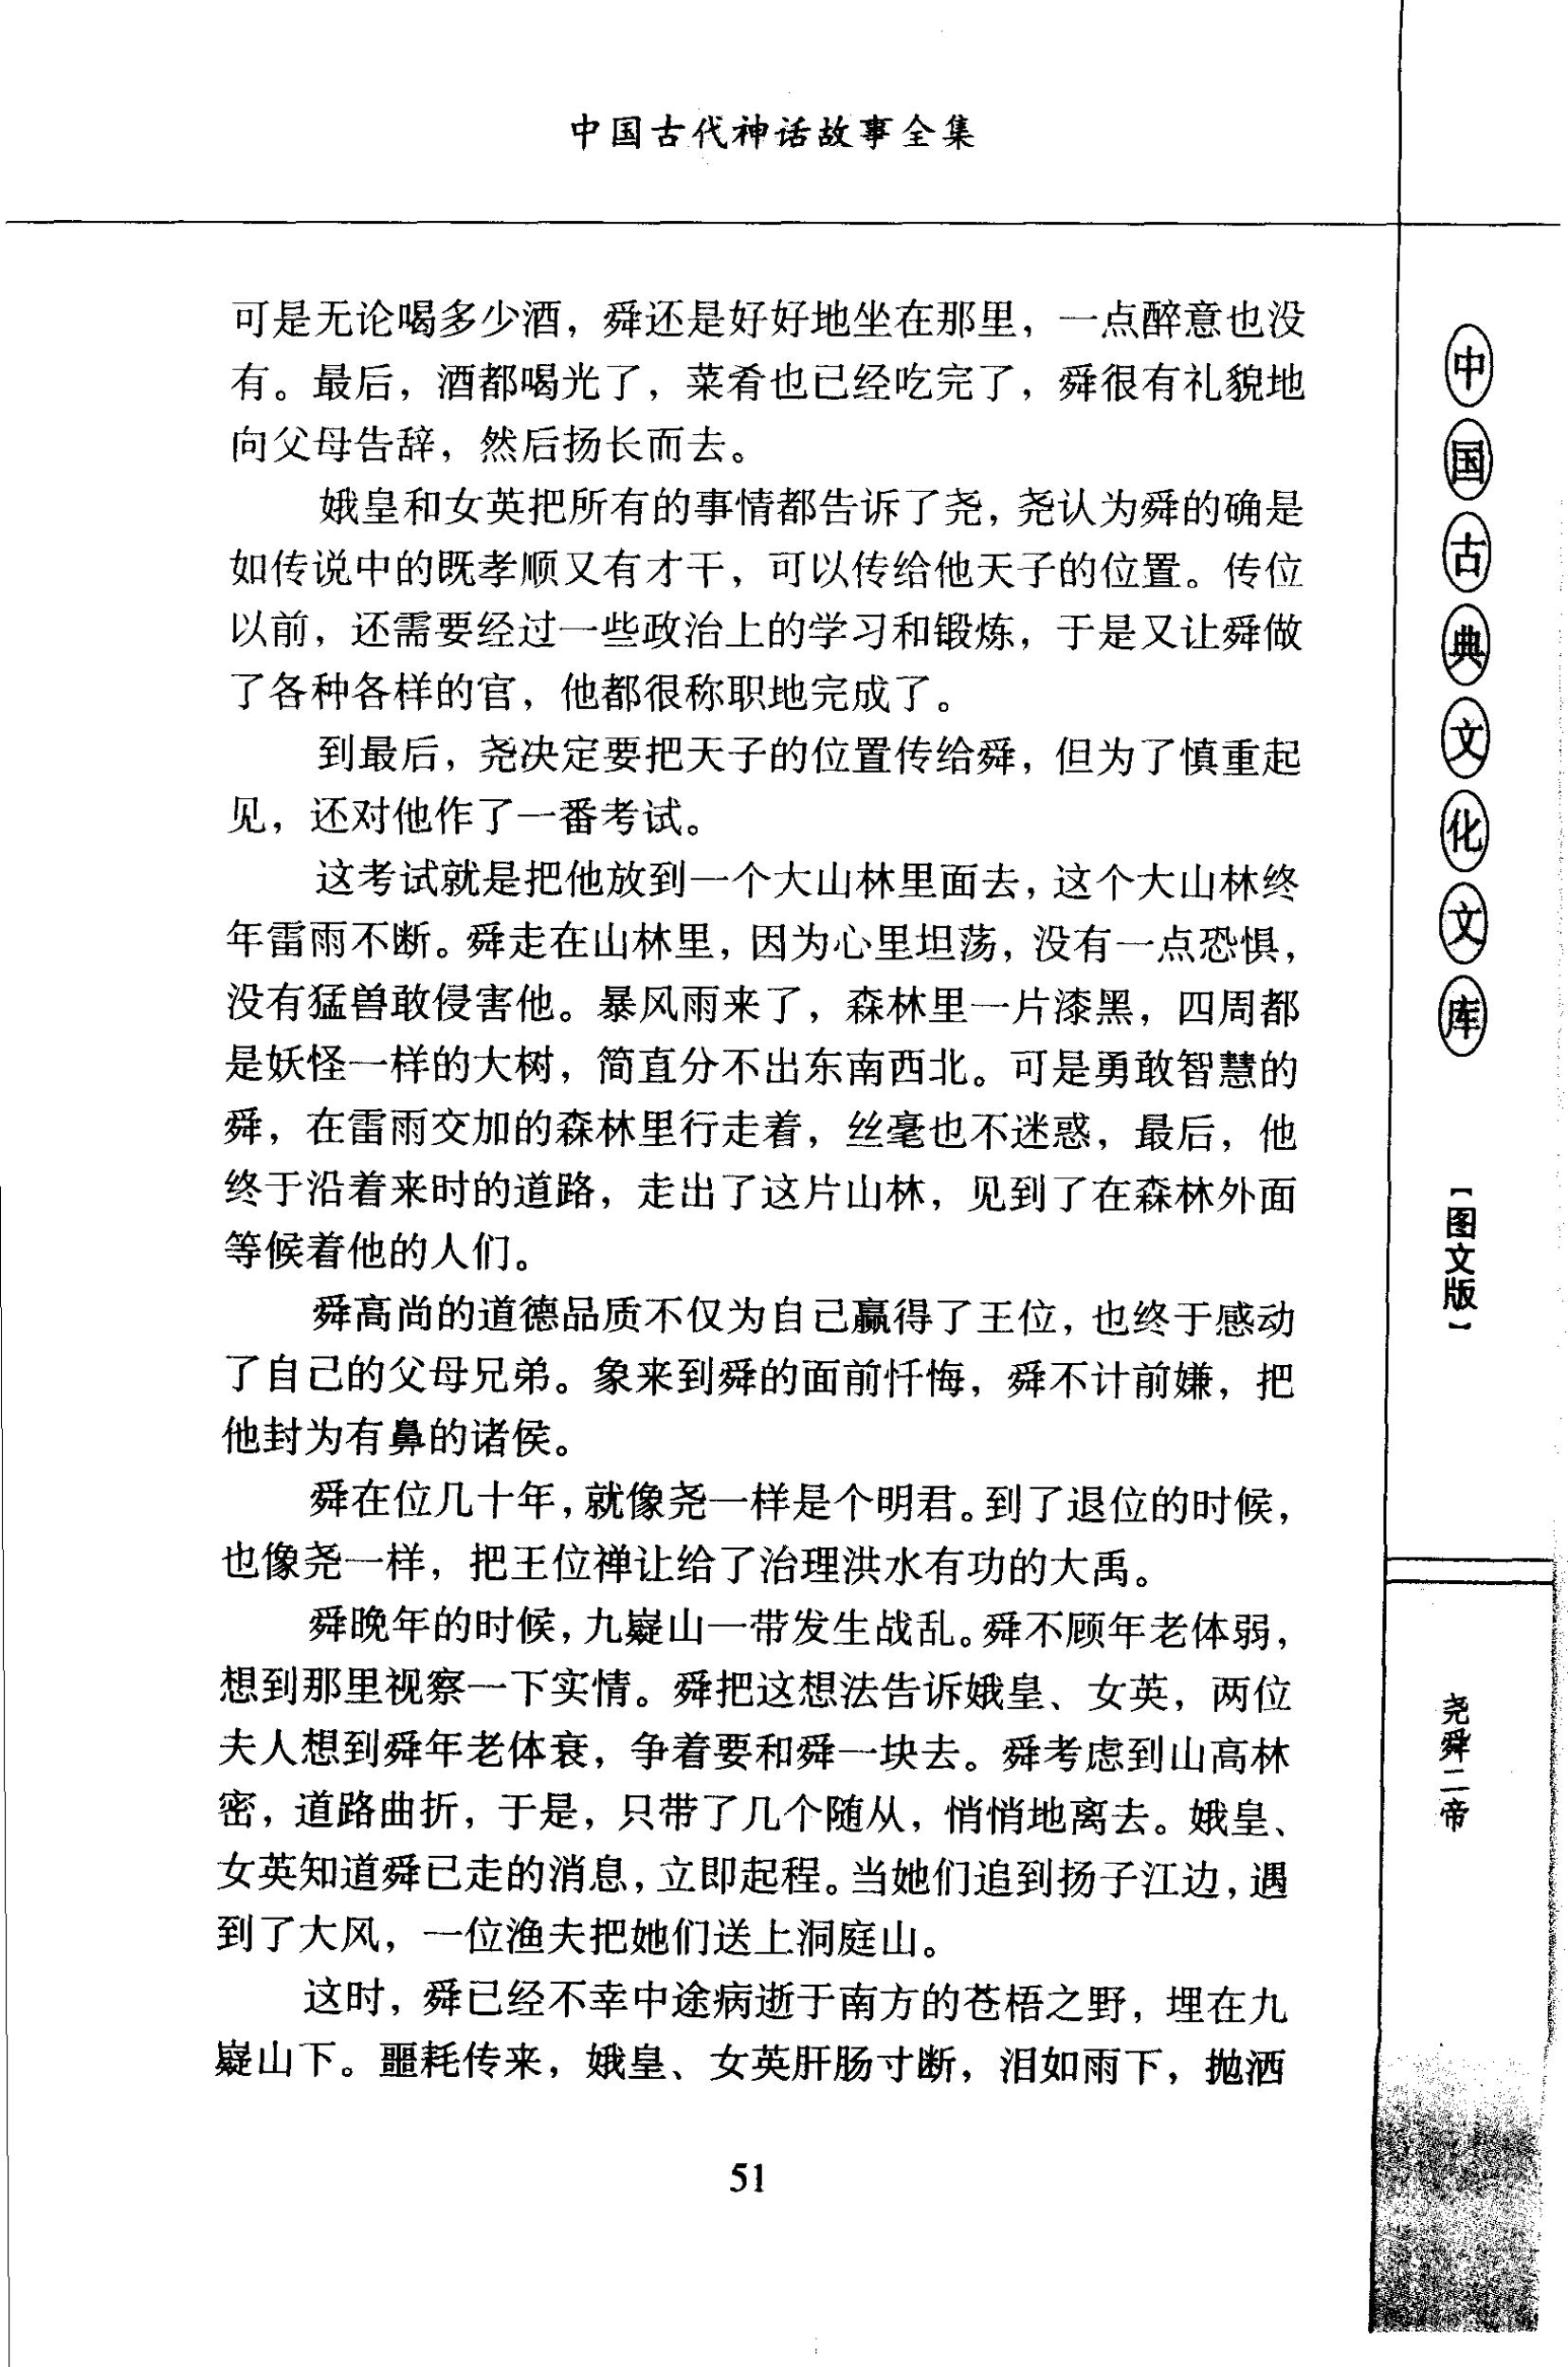 中国古代神话故事全集
可是无论喝多少酒，舜还是好好地坐在那里，一点醉意也没
有。最后，酒都喝光了，菜肴也已经吃完了，舜很有礼貌地
向父母告辞，然后扬长而去。
娥皇和女英把所有的事情都告诉了尧，尧认为舜的确是
如传说中的既孝顺又有才干，可以传给他天子的位置。传位
以前，还需要经过一些政治上的学习和锻炼，于是又让舜做
了各种各样的官，他都很称职地完成了。
到最后，尧决定要把天子的位置传给舜，但为了慎重起
见，还对他作了一番考试。
这考试就是把他放到一个大山林里面去，这个大山林终
年雷雨不断。舜走在山林里，因为心里坦荡，没有一点恐惧，
没有猛兽敢侵害他。暴风雨来了，森林里一片漆黑，四周都
是妖怪一样的大树，简直分不出东南西北。可是勇敢智慧的
舜，在雷雨交加的森林里行走着，丝毫也不迷惑，最后，他
终于沿着来时的道路，走出了这片山林，见到了在森林外面
等候着他的人们。
舜高尚的道德品质不仅为自己赢得了王位，也终于感动
了自己的父母兄弟。象来到舜的面前忏悔，舜不计前嫌，把
他封为有鼻的诸侯。
舜在位几十年，就像尧一样是个明君。到了退位的时候，
也像尧一样，把王位禅让给了治理洪水有功的大禹。
舜晚年的时候，九嶷山一带发生战乱。舜不顾年老体弱，
想到那里视察一下实情。舜把这想法告诉娥皇、女英，两位
夫人想到舜年老体衰，争着要和舜一块去。舜考虑到山高林
密，道路曲折，于是，只带了几个随从，悄悄地离去。娥皇、
女英知道舜已走的消息，立即起程。当她们追到扬子江边，遇
到了大风，一位渔夫把她们送上洞庭山。
这时，舜已经不幸中途病逝于南方的苍梧之野，埋在九
嶷山下。噩耗传来，娥皇、女英肝肠寸断，泪如雨下，抛洒
51
中国古典文化文库
【图文版】
尧舜二帝